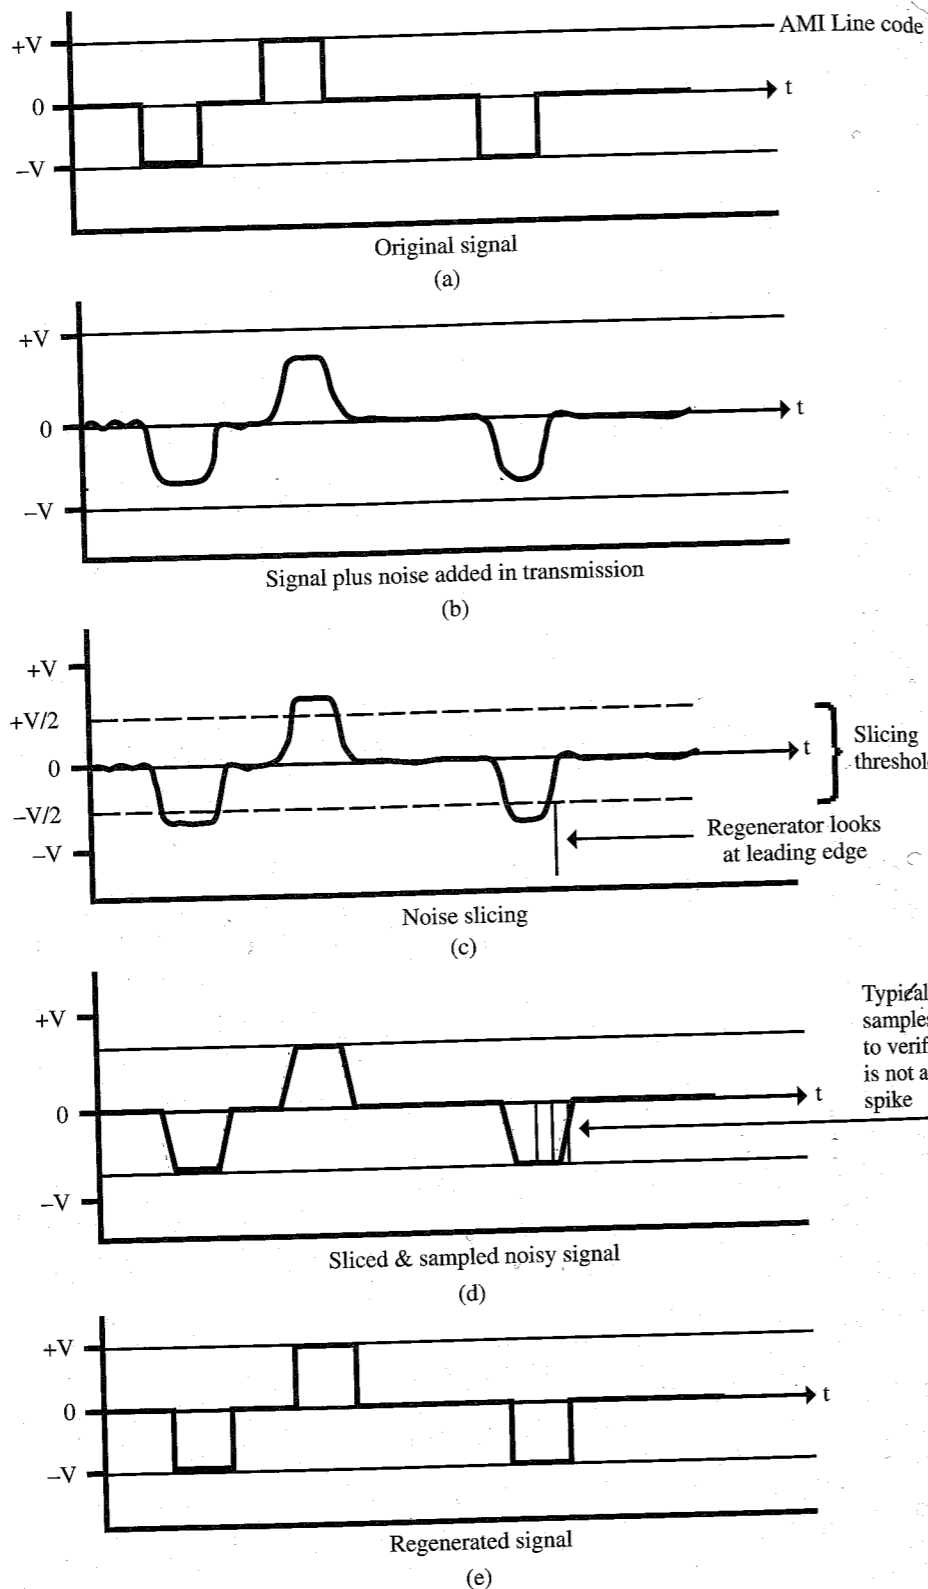 AMI Line code
+V
0
t
−V
Original signal
(a)
+V
0
t
−V
Signal plus noise added in transmission
(b)
+V
+V/2
0
t
Slicing
−V/2
−V
Regenerator looks
at leading edge
Noise slicing
(c)
Typical
samples
+V
to
is not a
spike
0
t
−V
Sliced & sampled noisy signal
(d)
+V
0
t
−V
Regenerated signal
(e)